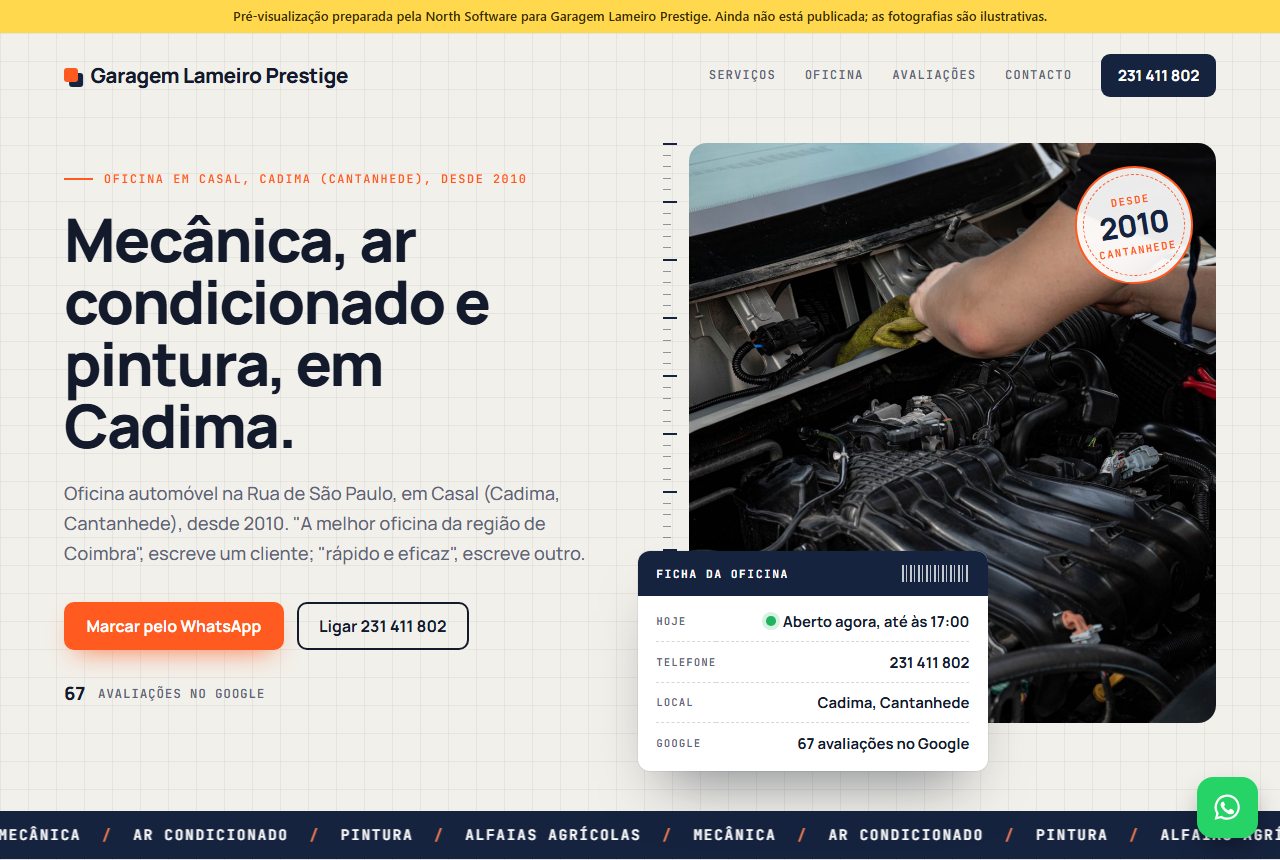 Pré-visualização preparada pela North Software para Garagem Lameiro Prestige. Ainda não está publicada; as fotografias são ilustrativas.
Garagem Lameiro Prestige
SERVIÇOS
OFICINA
AVALIAÇÕES
CONTACTO
231 411 802
OFICINA EM CASAL, CADIMA (CANTANHEDE), DESDE 2010
Mecânica, ar
condicionado e
pintura, em
Cadima.
Oficina automóvel na Rua de São Paulo, em Casal (Cadima,
Cantanhede), desde 2010. "A melhor oficina da região de
Coimbra", escreve um cliente; "rápido e eficaz", escreve outro.
Marcar pelo WhatsApp
Ligar 231 411 802
67 AVALIAÇÕES NO GOOGLE
DESDE
2010
CANTANHEDE
FICHA DA OFICINA
HOJE Aberto agora, até às 17:00
TELEFONE 231 411 802
LOCAL Cadima, Cantanhede
GOOGLE 67 avaliações no Google
MECÂNICA / AR CONDICIONADO / PINTURA / ALFAIAS AGRÍCOLAS / MECÂNICA / AR CONDICIONADO / PINTURA /